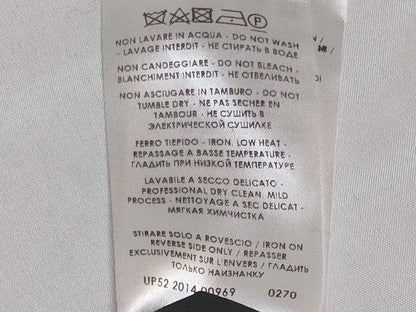 NON LAVARE IN ACQUA - DO NOT WASH
- LAVAGE INTERDIT - НЕ СТИРАТЬ В ВОДЕ
NON CANDEGGIARE - DO NOT BLEACH -
BLANCHIMENT INTERDIT - НЕ ОТБЕЛИВАТЬ
NON ASCIUGARE IN TAMBURO - DO NOT
TUMBLE DRY - NE PAS SECHER EN
TAMBOUR - НЕ СУШИТЬ В
ЭЛЕКТРИЧЕСКОЙ СУШИЛКЕ
FERRO TIEPIDO - IRON, LOW HEAT -
REPASSAGE A BASSE TEMPERATURE -
ГЛАДИТЬ ПРИ НИЗКОЙ ТЕМПЕРАТУРЕ
LAVABILE A SECCO DELICATO -
PROFESSIONAL DRY CLEAN MILD
PROCESS - NETTOYAGE A SEC DELICAT -
МЯГКАЯ ХИМЧИСТКА
STIRARE SOLO A ROVESCIO / IRON ON
REVERSE SIDE ONLY / REPASSER
EXCLUSIVEMENT SUR L'ENVERS / ГЛАДИТЬ
ТОЛЬКО НАИЗНАНКУ
UP52 2014 00969 0270